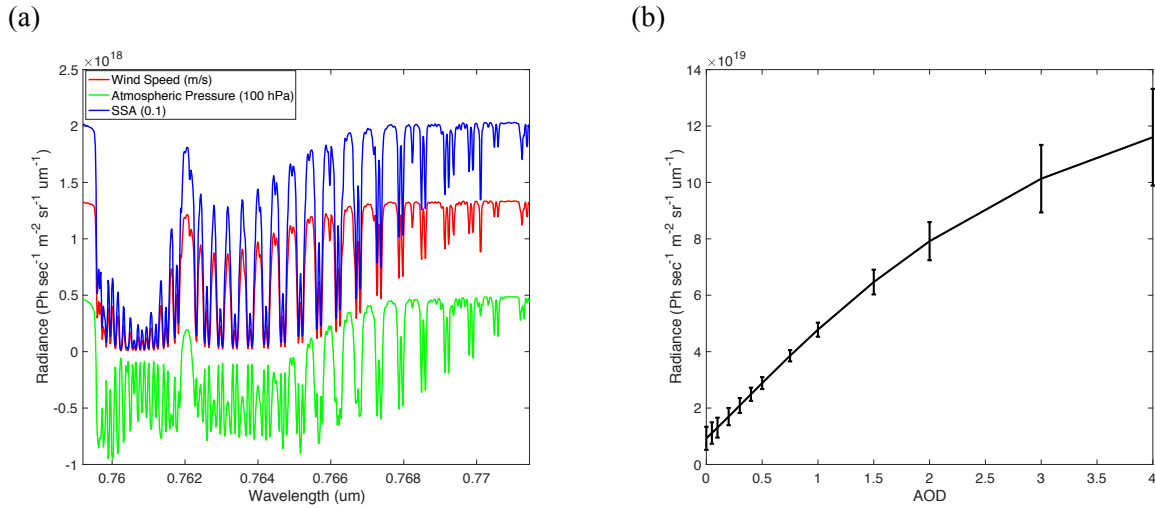 (a)
×10^18
2.5
2
1.5
1
0.5
0
-0.5
-1
Radiance (Ph sec^-1 m^-2 sr^-1 um^-1)
Wind Speed (m/s)
Atmospheric Pressure (100 hPa)
SSA (0.1)
0.76 0.762 0.764 0.766 0.768 0.77
Wavelength (um)
(b)
×10^19
14
12
10
8
6
4
2
0
Radiance (Ph sec^-1 m^-2 sr^-1 um^-1)
0 0.5 1 1.5 2 2.5 3 3.5 4
AOD